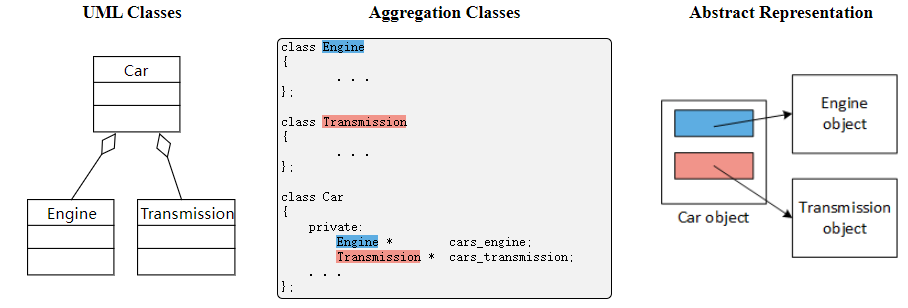 UML Classes
Car
Engine
Transmission
Aggregation Classes
class Engine
{
. . .
};
class Transmission
{
. . .
};
class Car
{
private:
Engine * cars_engine;
Transmission * cars_transmission;
. . .
};
Abstract Representation
Engine
object
Transmission
object
Car object